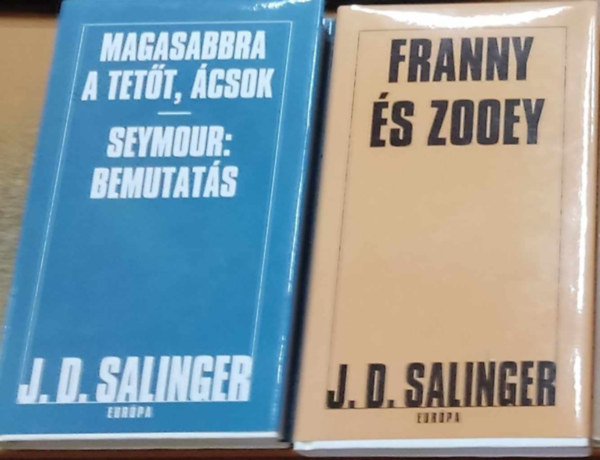 MAGASABBRA
A TETŐT, ÁCSOK
SEYMOUR:
BEMUTATÁS
J. D. SALINGER
EURÓPA
FRANNY
ÉS ZOOEY
J. D. SALINGER
EURÓPA